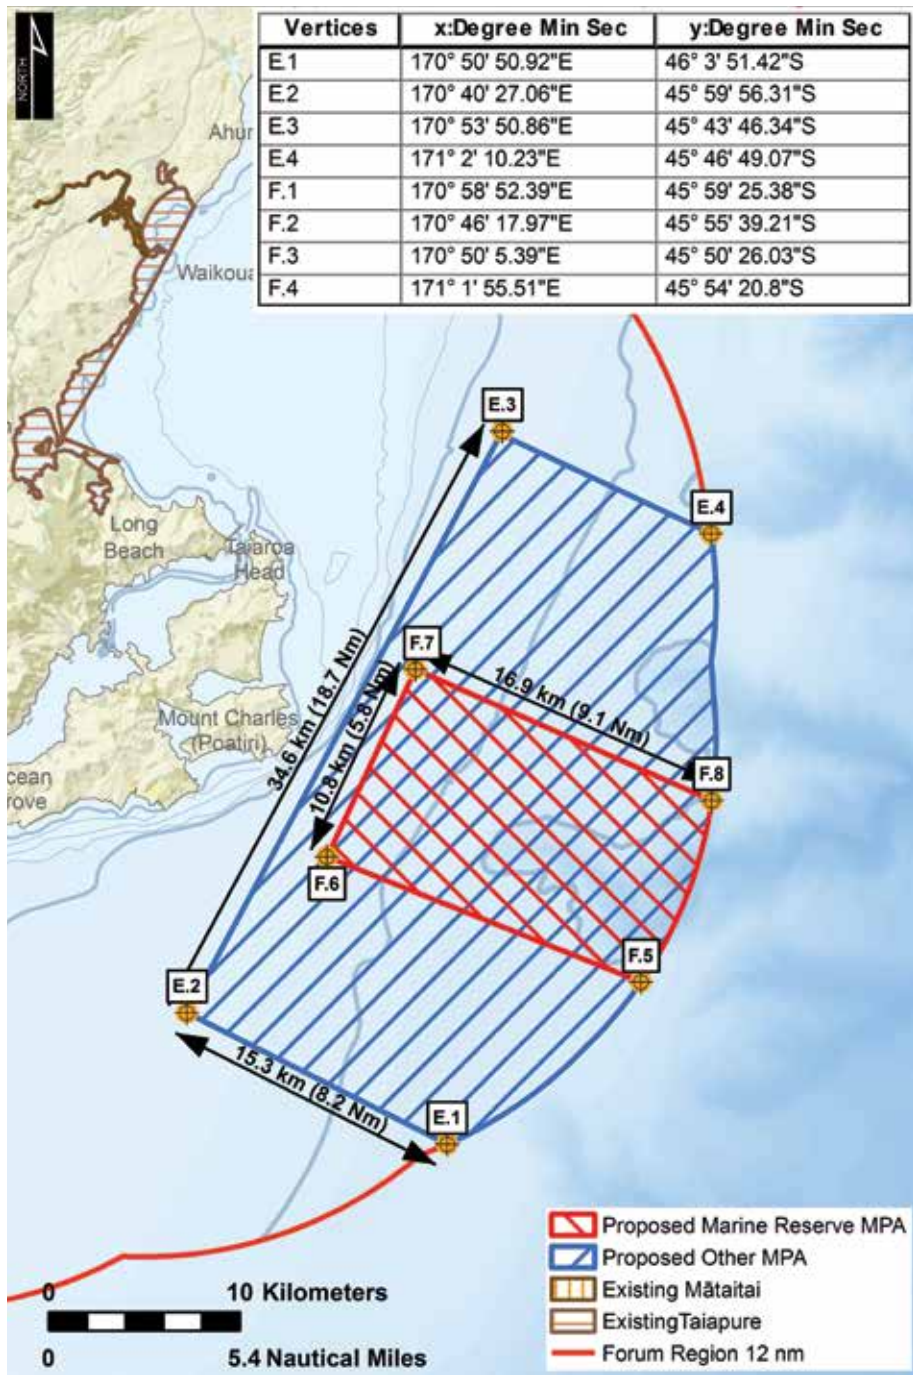 NORTH
Vertices x:Degree Min Sec y:Degree Min Sec
E.1 170° 50' 50.92"E 46° 3' 51.42"S
E.2 170° 40' 27.06"E 45° 59' 56.31"S
E.3 170° 53' 50.86"E 45° 43' 46.34"S
E.4 171° 2' 10.23"E 45° 46' 49.07"S
F.1 170° 58' 52.39"E 45° 59' 25.38"S
F.2 170° 46' 17.97"E 45° 55' 39.21"S
F.3 170° 50' 5.39"E 45° 50' 26.03"S
F.4 171° 1' 55.51"E 45° 54' 20.8"S
Ahur
Waikoua
E.3
E.4
Long
Beach
Taiaroa
Head
F.7
16.9 km (9.1 Nm)
34.6 km (18.7 Nm)
10.8 km (5.8 Nm)
Mount Charles
(Poatiri)
cean
rove
F.8
F.6
F.5
E.2
15.3 km (8.2 Nm)
E.1
Proposed Marine Reserve MPA
Proposed Other MPA
Existing Mātaitai
ExistingTaiapure
Forum Region 12 nm
0 10 Kilometers
0 5.4 Nautical Miles